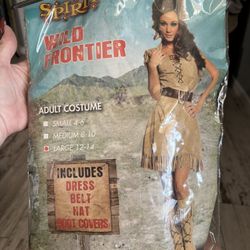 Spirit
WILD
FRONTIER
ADULT COSTUME
SMALL 4-6
MEDIUM 8-10
LARGE 12-14
INCLUDES
DRESS
BELT
HAT
BOOT COVERS